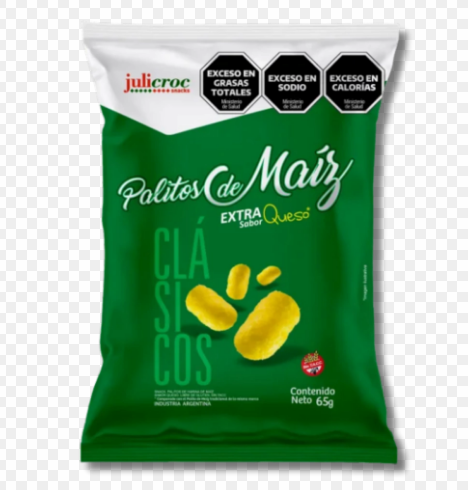 julicroc
snacks
EXCESO EN
GRASAS
TOTALES
Ministerio
de Salud
EXCESO EN
SODIO
Ministerio
de Salud
EXCESO EN
CALORÍAS
Ministerio
de Salud
Palitos de Maíz
EXTRA
Sabor Queso*
CLÁ
SI
COS
INDUSTRIA ARGENTINA
Contenido
Neto 65g